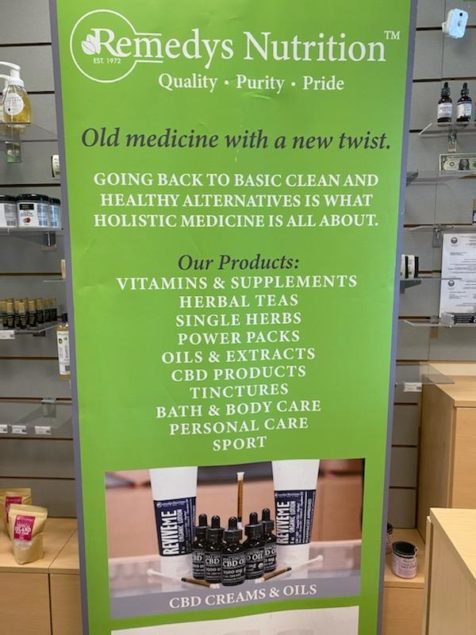 Remedys Nutrition™
EST. 1972
Quality · Purity · Pride
Old medicine with a new twist.
GOING BACK TO BASIC CLEAN AND
HEALTHY ALTERNATIVES IS WHAT
HOLISTIC MEDICINE IS ALL ABOUT.
Our Products:
VITAMINS & SUPPLEMENTS
HERBAL TEAS
SINGLE HERBS
POWER PACKS
OILS & EXTRACTS
CBD PRODUCTS
TINCTURES
BATH & BODY CARE
PERSONAL CARE
SPORT
REVIVEME
REVIVEME
CBD OIL
CBD CREAMS & OILS